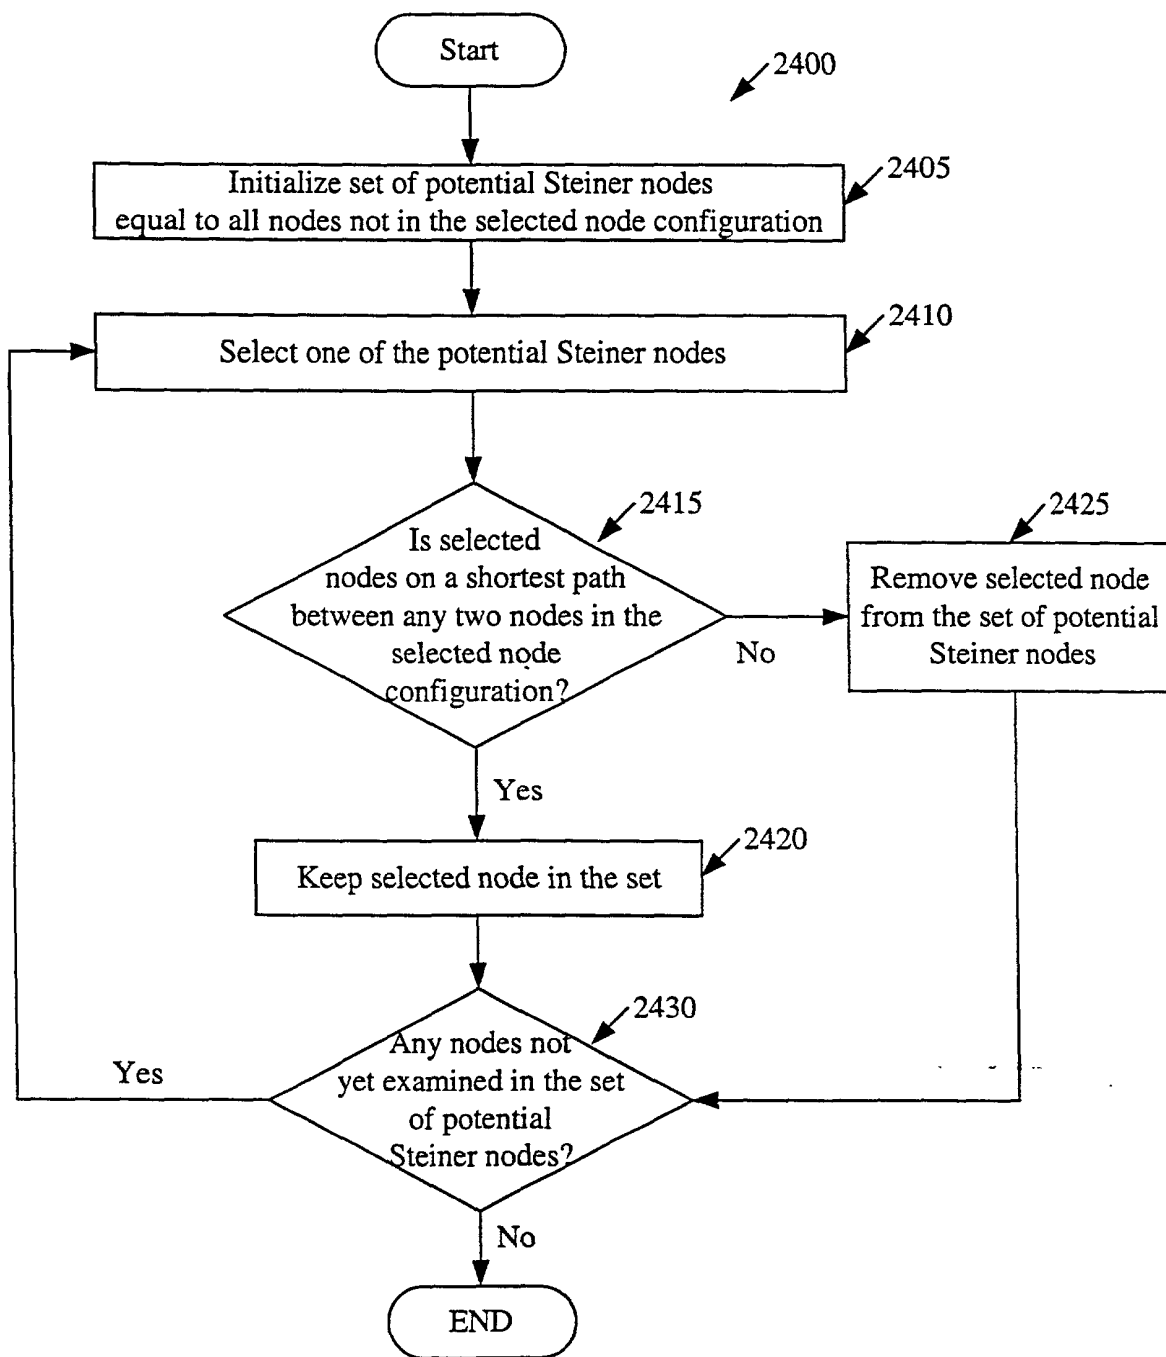 Start
2400
Initialize set of potential Steiner nodes
equal to all nodes not in the selected node configuration
2405
Select one of the potential Steiner nodes
2410
Is selected
nodes on a shortest path
between any two nodes in the
selected node
configuration?
2415
No
2425
Remove selected node
from the set of potential
Steiner nodes
Yes
Keep selected node in the set
2420
Any nodes not
yet examined in the set
of potential
Steiner nodes?
2430
Yes
No
END